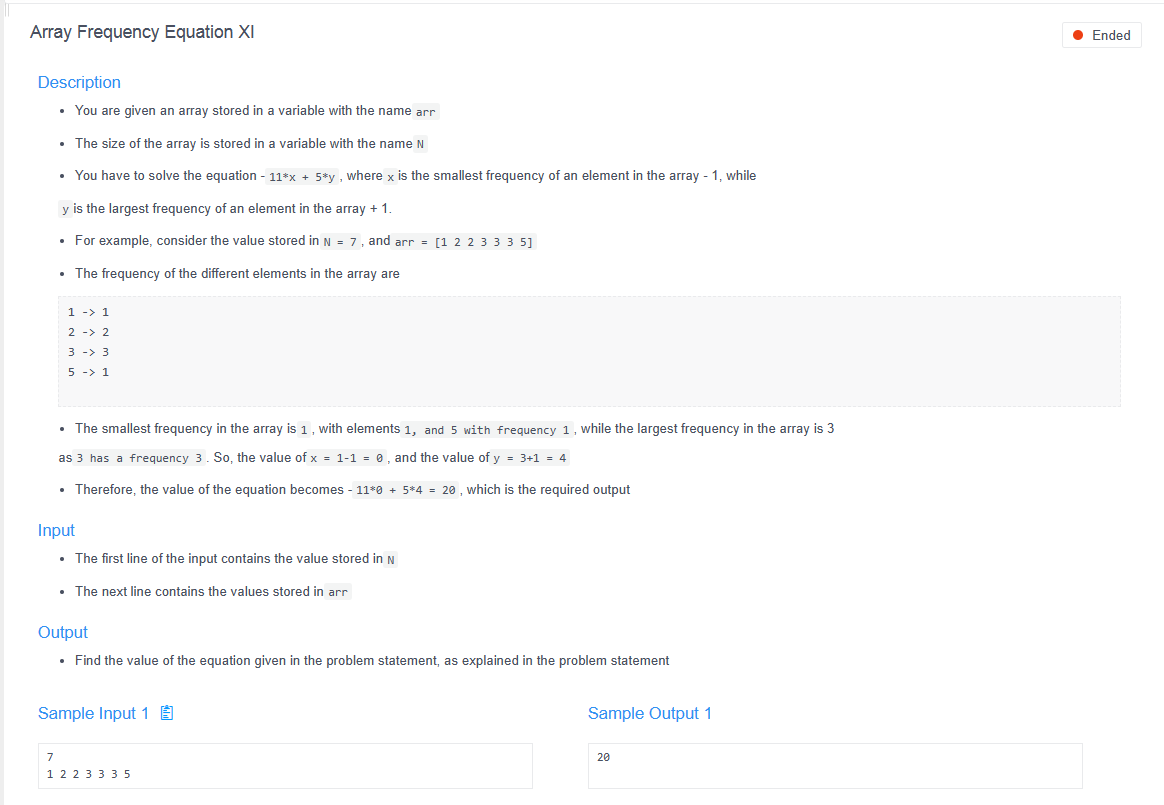 Array Frequency Equation XI
Ended
Description
• You are given an array stored in a variable with the name arr
• The size of the array is stored in a variable with the name N
• You have to solve the equation - 11*x + 5*y , where x is the smallest frequency of an element in the array - 1, while
y is the largest frequency of an element in the array + 1.
• For example, consider the value stored in N = 7 , and arr = [1 2 2 3 3 3 5]
• The frequency of the different elements in the array are
1 -> 1
2 -> 2
3 -> 3
5 -> 1
• The smallest frequency in the array is 1 , with elements 1, and 5 with frequency 1 , while the largest frequency in the array is 3
as 3 has a frequency 3 . So, the value of x = 1-1 = 0 , and the value of y = 3+1 = 4
• Therefore, the value of the equation becomes - 11*0 + 5*4 = 20 , which is the required output
Input
• The first line of the input contains the value stored in N
• The next line contains the values stored in arr
Output
• Find the value of the equation given in the problem statement, as explained in the problem statement
Sample Input 1
7
1 2 2 3 3 3 5
Sample Output 1
20